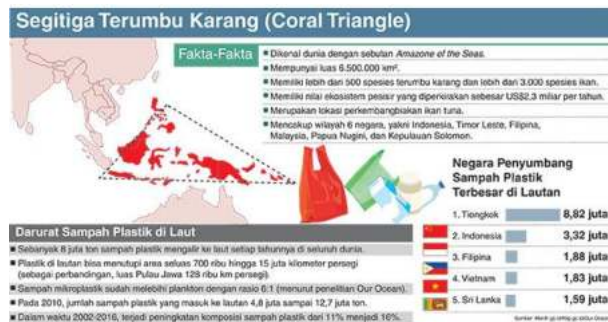 Segitiga Terumbu Karang (Coral Triangle)
Fakta-Fakta
Dikenal dunia dengan sebutan Amazone of the Seas.
Mempunyai luas 6.500.000 km².
Memiliki lebih dari 500 spesies terumbu karang dan lebih dari 3.000 spesies ikan.
Memiliki nilai ekosistem pesisir yang diperkirakan sebesar US$2,3 miliar per tahun.
Merupakan lokasi perkembangbiakan ikan tuna.
Mencakup wilayah 6 negara, yakni Indonesia, Timor Leste, Filipina,
Malaysia, Papua Nugini, dan Kepulauan Solomon.
Negara Penyumbang
Sampah Plastik
Terbesar di Lautan
1. Tiongkok 8,82 juta
2. Indonesia 3,32 juta
3. Filipina 1,88 juta
4. Vietnam 1,83 juta
5. Sri Lanka 1,59 juta
Darurat Sampah Plastik di Laut
Sebanyak 8 juta ton sampah plastik mengalir ke laut setiap tahunnya di seluruh dunia.
Plastik di lautan bisa menutupi area seluas 700 ribu hingga 15 juta kilometer persegi
(sebagai perbandingan, luas Pulau Jawa 128 ribu km persegi).
Sampah mikroplastik sudah melebihi plankton dengan rasio 6:1 (menurut penelitian Our Ocean).
Pada 2010, jumlah sampah plastik yang masuk ke lautan 4,8 juta sampai 12,7 juta ton.
Dalam waktu 2002-2016, terjadi peningkatan komposisi sampah plastik dari 11% menjadi 16%.